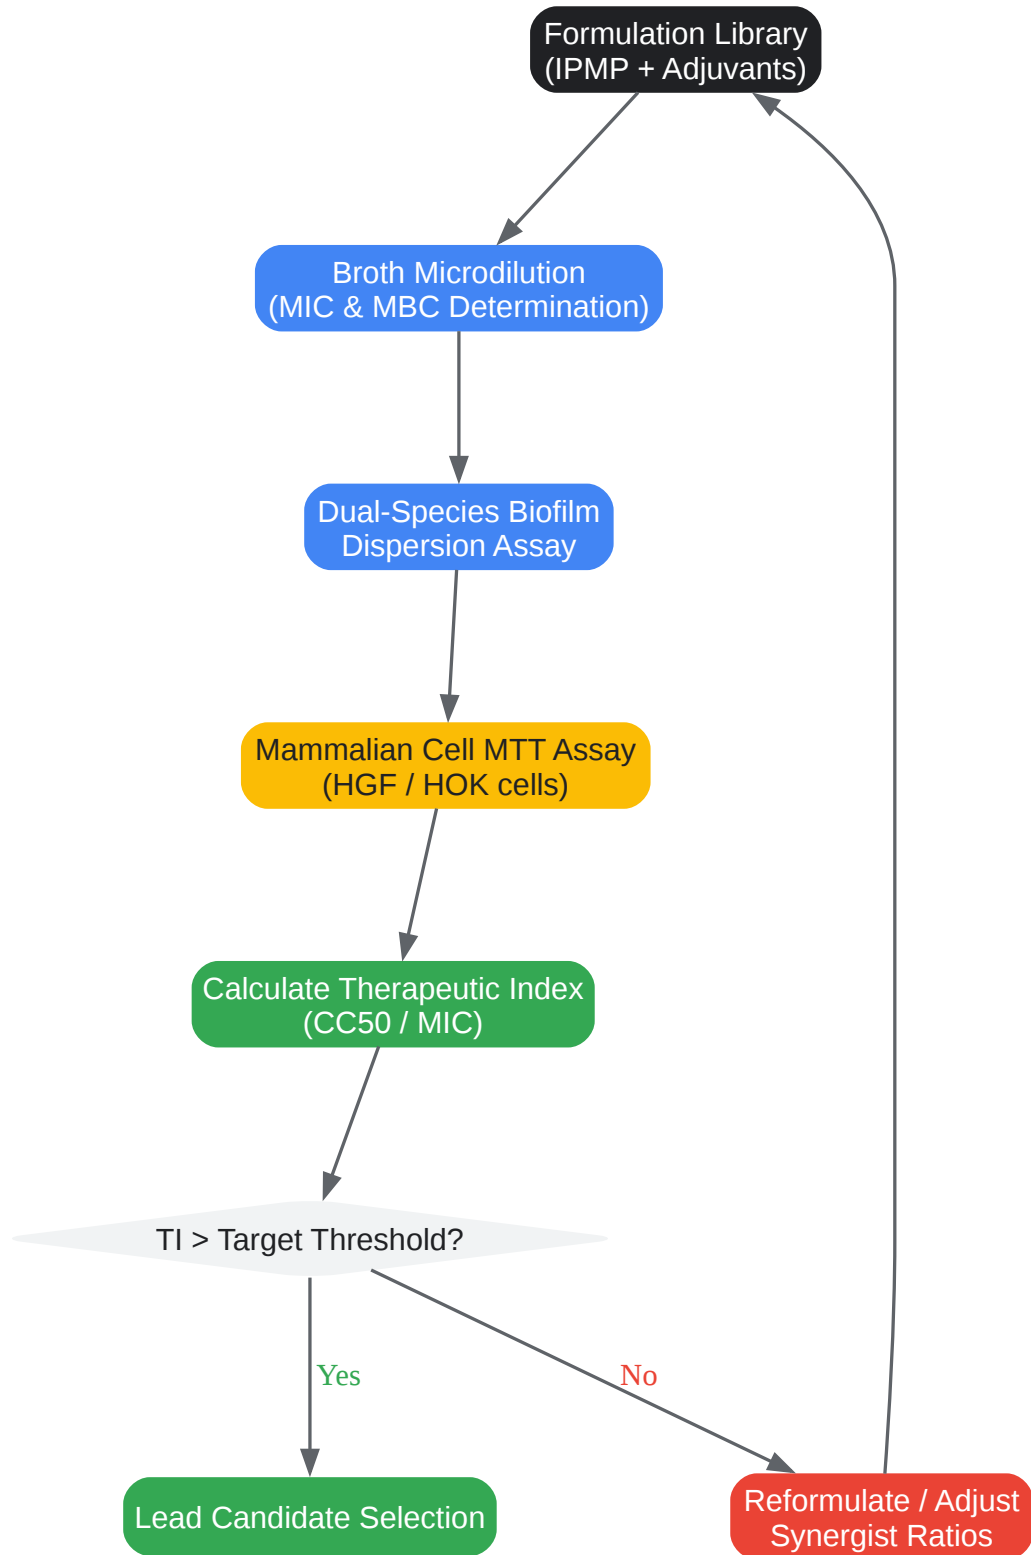 Formulation Library
(IPMP + Adjuvants)
Broth Microdilution
(MIC & MBC Determination)
Dual-Species Biofilm
Dispersion Assay
Mammalian Cell MTT Assay
(HGF / HOK cells)
Calculate Therapeutic Index
(CC50 / MIC)
TI > Target Threshold?
Yes
No
Lead Candidate Selection
Reformulate / Adjust
Synergist Ratios